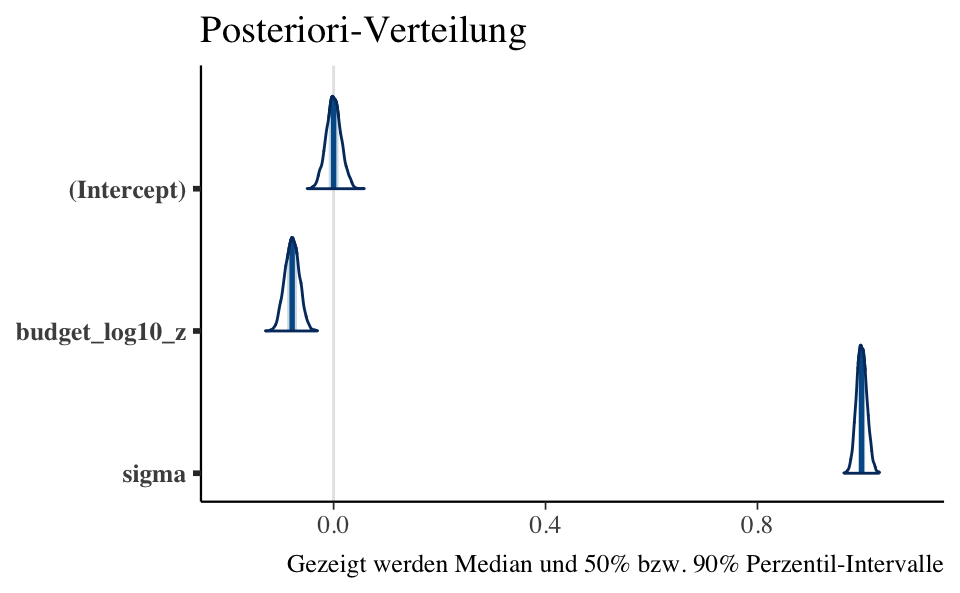 Posteriori-Verteilung
(Intercept)
budget_log10_z
sigma
0.0 0.4 0.8
Gezeigt werden Median und 50% bzw. 90% Perzentil-Intervalle